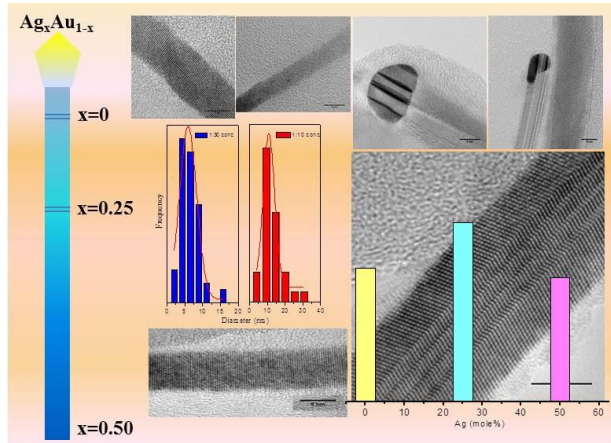 AgₓAu₁₋ₓ
x=0
x=0.25
x=0.50
1:30 conc
1:10 conc
Frequency
0 5 10 15 20
0 10 20 30 40
Diameter (nm)
0 10 20 30 40 50 60
Ag (mole%)